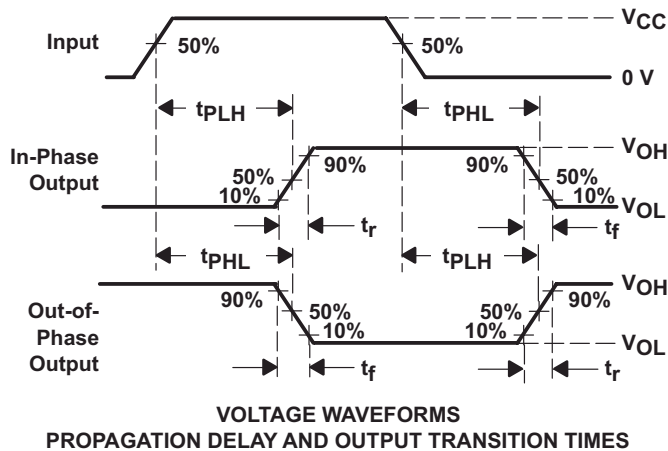 VCC
Input
50%
50%
0 V
tPLH
tPHL
In-Phase
Output
VOH
90%
90%
50%
50%
10%
10%
VOL
tr
tf
tPHL
tPLH
Out-of-
Phase
Output
VOH
90%
90%
50%
50%
10%
10%
VOL
tf
tr
VOLTAGE WAVEFORMS
PROPAGATION DELAY AND OUTPUT TRANSITION TIMES